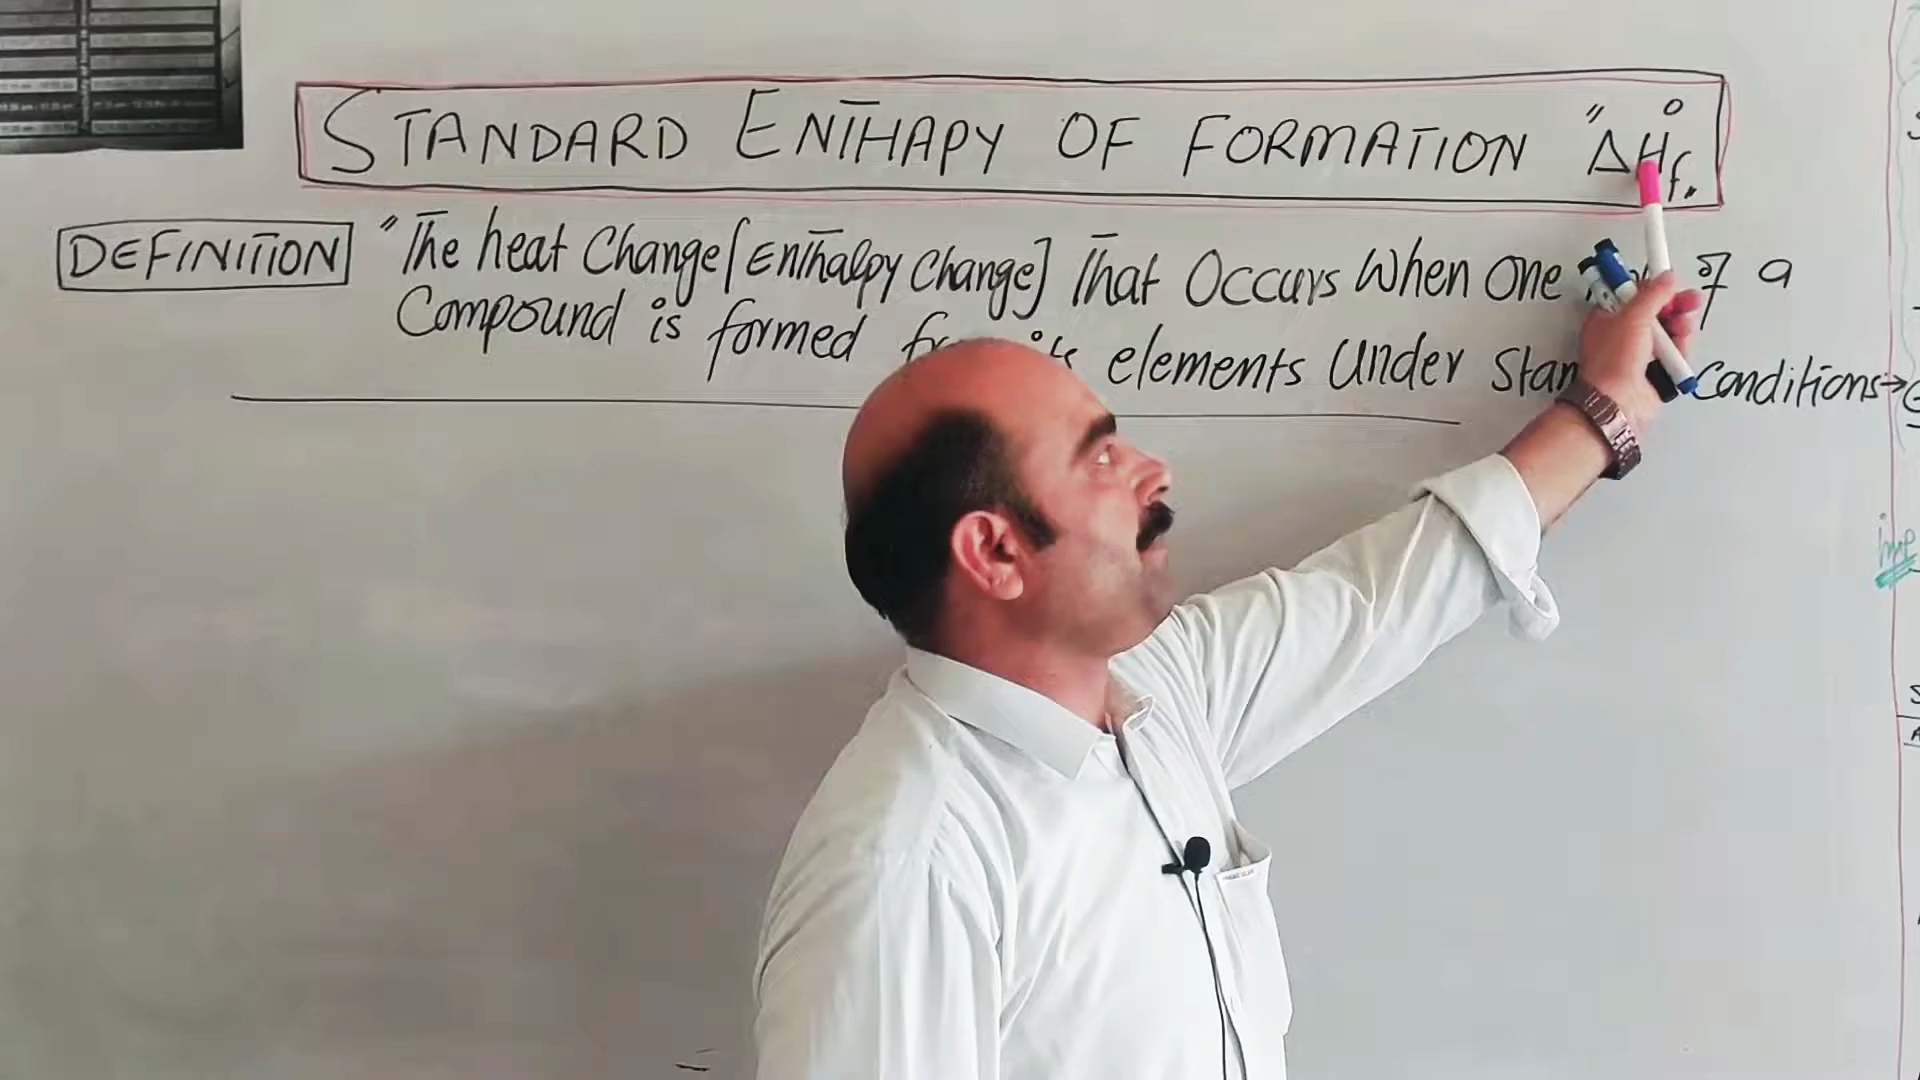 STANDARD ENTHAPY OF FORMATION "ΔH°f"
DEFINITION "The heat Change [Enthalpy Change] That Occurs When One of a
Compound is formed elements Under conditions→
imp